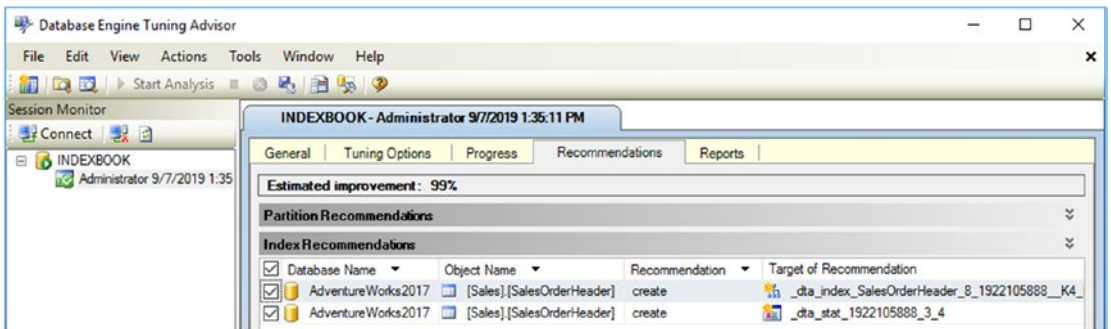 Database Engine Tuning Advisor
File Edit View Actions Tools Window Help
Start Analysis
Session Monitor
Connect
INDEXBOOK
Administrator 9/7/2019 1:35
INDEXBOOK - Administrator 9/7/2019 1:35:11 PM
General Tuning Options Progress Recommendations Reports
Estimated improvement: 99%
Partition Recommendations
Index Recommendations
Database Name Object Name Recommendation Target of Recommendation
AdventureWorks2017 [Sales].[SalesOrderHeader] create _dta_index_SalesOrderHeader_8_1922105888__K4_
AdventureWorks2017 [Sales].[SalesOrderHeader] create _dta_stat_1922105888_3_4